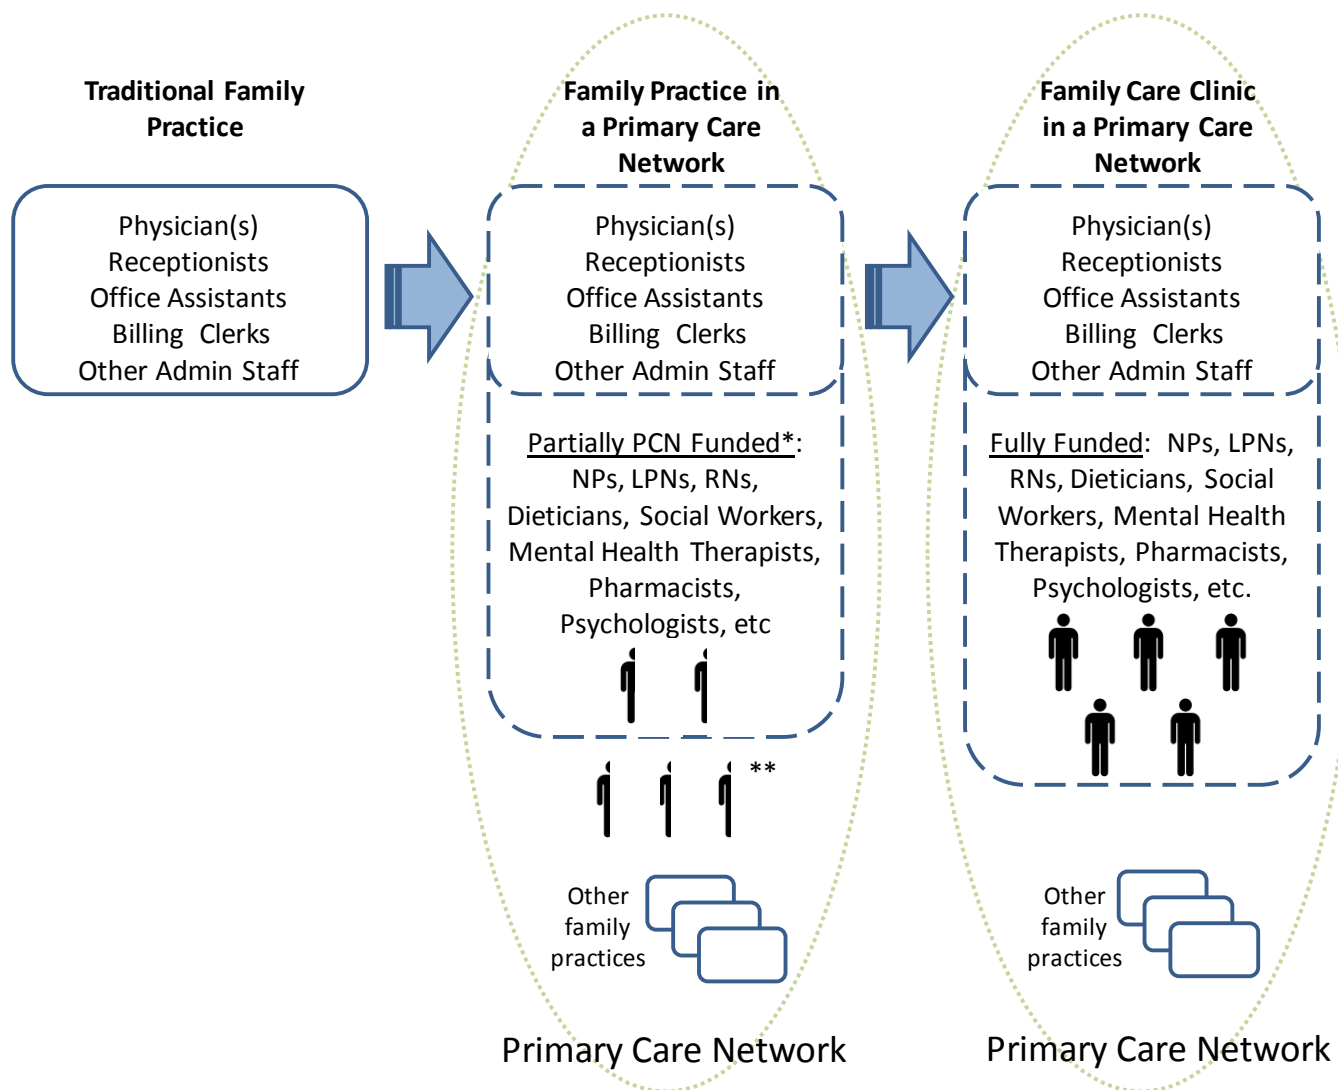 Traditional Family
Practice
Physician(s)
Receptionists
Office Assistants
Billing Clerks
Other Admin Staff
Family Practice in
a Primary Care
Network
Physician(s)
Receptionists
Office Assistants
Billing Clerks
Other Admin Staff
Partially PCN Funded*:
NPs, LPNs, RNs,
Dieticians, Social Workers,
Mental Health Therapists,
Pharmacists,
Psychologists, etc
**
Other
family
practices
Primary Care Network
Family Care Clinic
in a Primary Care
Network
Physician(s)
Receptionists
Office Assistants
Billing Clerks
Other Admin Staff
Fully Funded: NPs, LPNs,
RNs, Dieticians, Social
Workers, Mental Health
Therapists, Pharmacists,
Psychologists, etc.
Other
family
practices
Primary Care Network